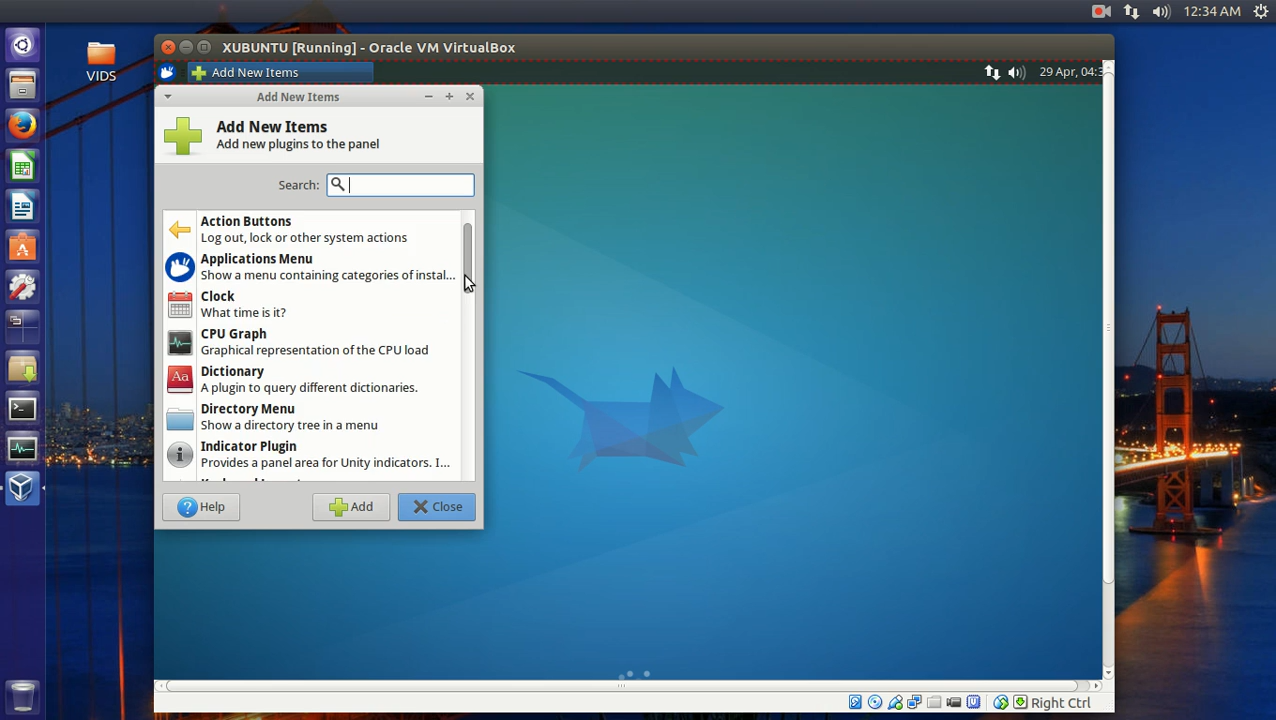 12:34 AM
VIDS
XUBUNTU [Running] - Oracle VM VirtualBox
Add New Items
29 Apr, 04:3
Add New Items
Add New Items
Add new plugins to the panel
Search:
Action Buttons
Log out, lock or other system actions
Applications Menu
Show a menu containing categories of instal...
Clock
What time is it?
CPU Graph
Graphical representation of the CPU load
Aa
Dictionary
A plugin to query different dictionaries.
Directory Menu
Show a directory tree in a menu
Indicator Plugin
Provides a panel area for Unity indicators. I...
Help
Add
Close
Right Ctrl